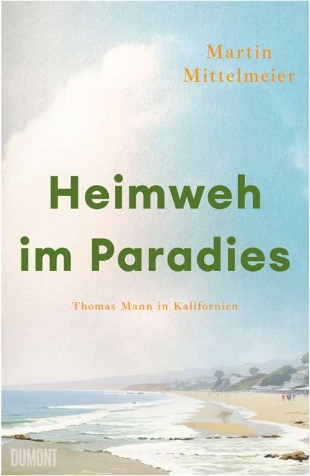 Martin
Mittelmeier
Heimweh
im Paradies
Thomas Mann in Kalifornien
DUMONT